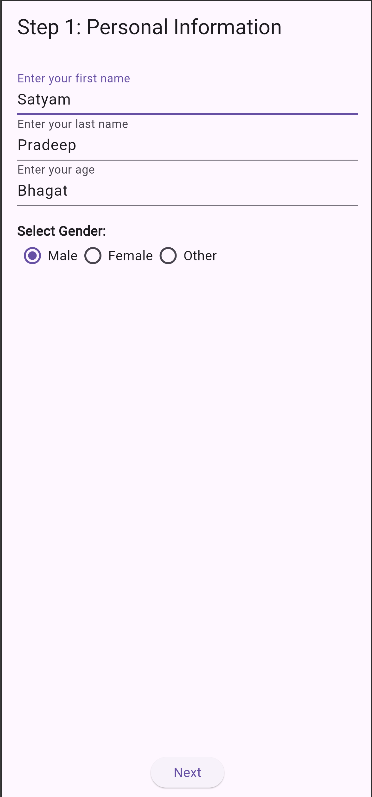 Step 1: Personal Information
Enter your first name
Satyam
Enter your last name
Pradeep
Enter your age
Bhagat
Select Gender:
Male Female Other
Next